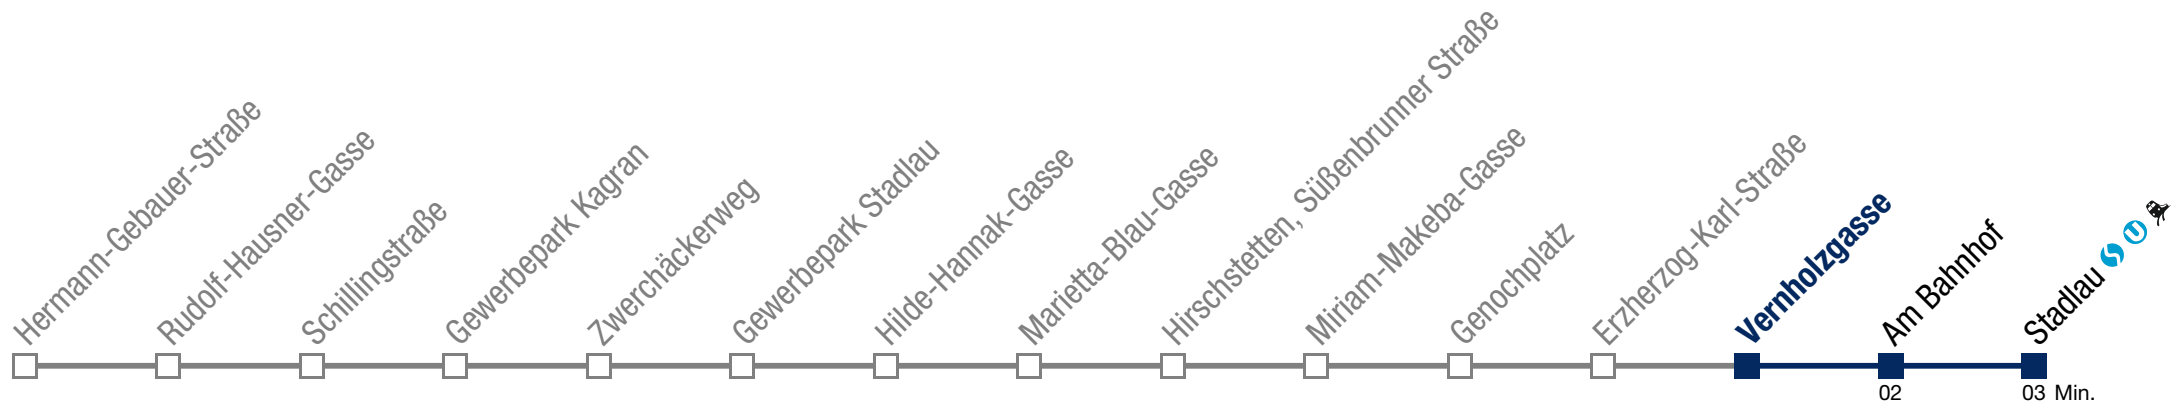 Hermann-Gebauer-Straße
Rudolf-Hausner-Gasse
Schillingstraße
Gewerbepark Kagran
Zwerchäckerweg
Gewerbepark Stadlau
Hilde-Hannak-Gasse
Marietta-Blau-Gasse
Hirschstetten, Süßenbrunner Straße
Miriam-Makeba-Gasse
Genochplatz
Erzherzog-Karl-Straße
Vernholzgasse
Am Bahnhof
Stadlau S U
02
03 Min.